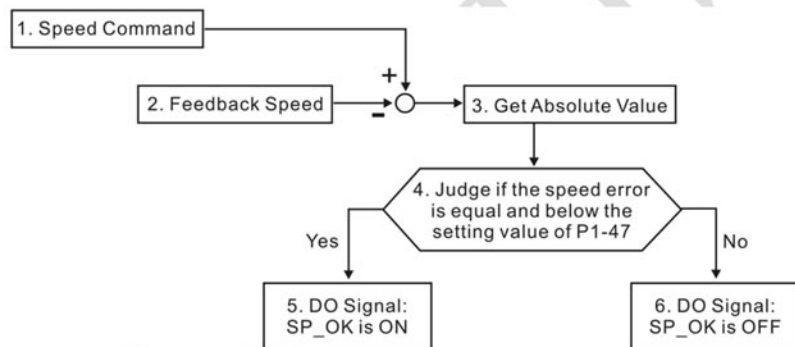 1. Speed Command
+
2. Feedback Speed
-
3. Get Absolute Value
4. Judge if the speed error
is equal and below the
setting value of P1-47
Yes
No
5. DO Signal:
SP_OK is ON
6. DO Signal:
SP_OK is OFF